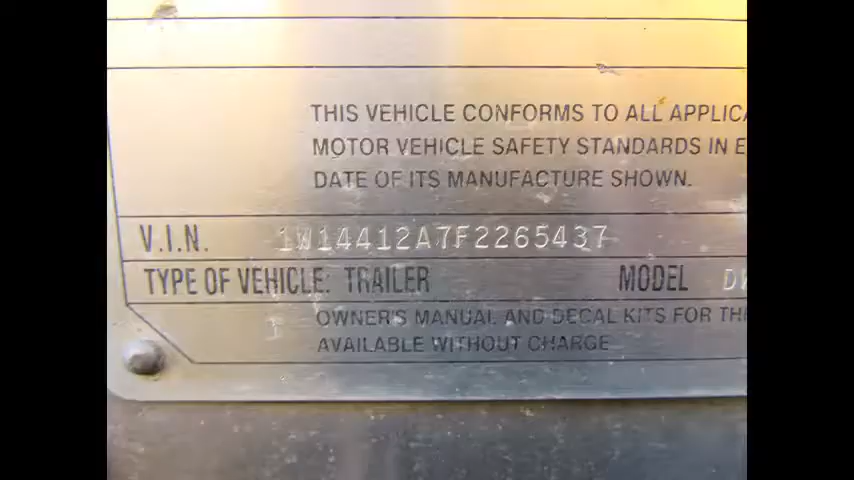 THIS VEHICLE CONFORMS TO ALL APPLICA
MOTOR VEHICLE SAFETY STANDARDS IN E
DATE OF ITS MANUFACTURE SHOWN.
V.I.N. 1W14412A7F2265437
TYPE OF VEHICLE: TRAILER MODEL D
OWNER'S MANUAL AND DECAL KITS FOR TH
AVAILABLE WITHOUT CHARGE